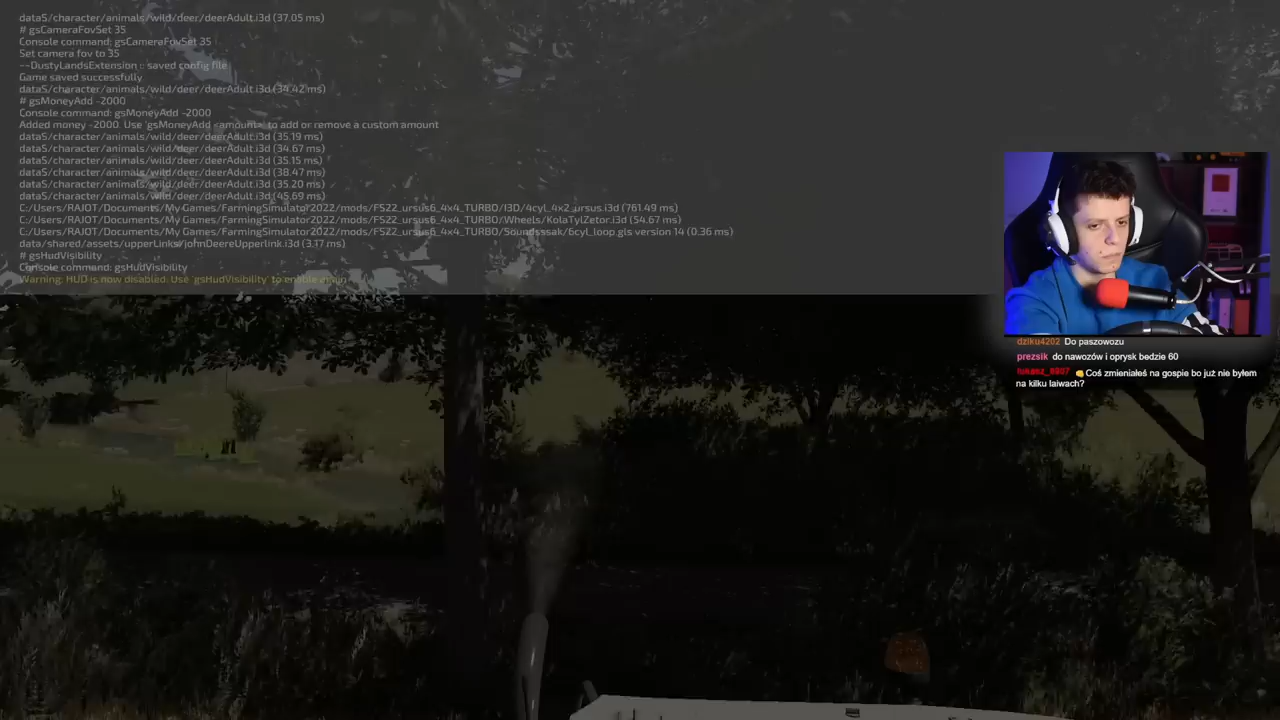 dataS/character/animals/wild/deer/deerAdult.i3d (37.05 ms)
# gsCameraFovSet 35
Console command: gsCameraFovSet 35
Set camera fov to 35
--DustyLandsExtension :: saved config file
Game saved successfully
dataS/character/animals/wild/deer/deerAdult.i3d (34.42 ms)
# gsMoneyAdd -2000
Console command: gsMoneyAdd -2000
Added money -2000. Use 'gsMoneyAdd <amount>' to add or remove a custom amount
dataS/character/animals/wild/deer/deerAdult.i3d (35.19 ms)
dataS/character/animals/wild/deer/deerAdult.i3d (34.67 ms)
dataS/character/animals/wild/deer/deerAdult.i3d (35.15 ms)
dataS/character/animals/wild/deer/deerAdult.i3d (38.47 ms)
dataS/character/animals/wild/deer/deerAdult.i3d (35.20 ms)
dataS/character/animals/wild/deer/deerAdult.i3d (45.69 ms)
C:/Users/RAJOT/Documents/My Games/FarmingSimulator2022/mods/FS22_ursus6_4x4_TURBO/I3D/4cyl_4x2_ursus.i3d (761.49 ms)
C:/Users/RAJOT/Documents/My Games/FarmingSimulator2022/mods/FS22_ursus6_4x4_TURBO/Wheels/KolaTylZetor.i3d (54.67 ms)
C:/Users/RAJOT/Documents/My Games/FarmingSimulator2022/mods/FS22_ursus6_4x4_TURBO/Soundsssak/6cyl_loop.gls version 14 (0.36 ms)
data/shared/assets/upperLinks/johnDeereUpperlink.i3d (3.17 ms)
# gsHudVisibility
Console command: gsHudVisibility
Warning: HUD is now disabled. Use 'gsHudVisibility' to enable again
dziku4202 Do paszowozu
prezsik do nawozów i oprysk bedzie 60
Coś zmieniałeś na gospie bo już nie byłem
na kilku laiwach?